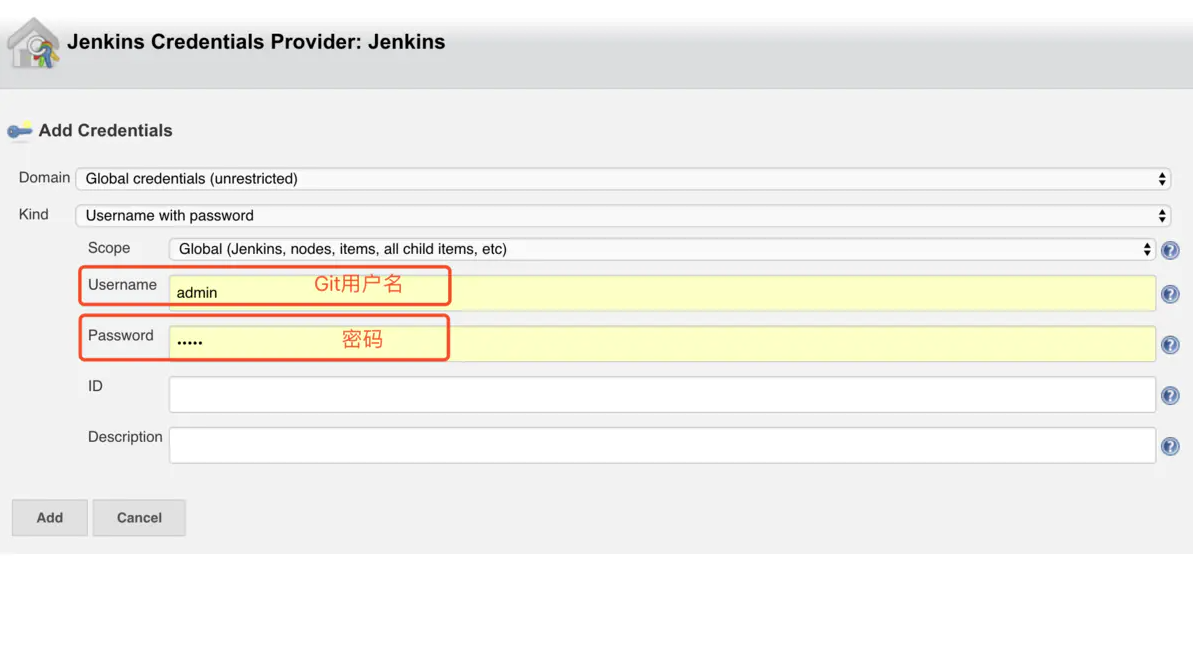 Jenkins Credentials Provider: Jenkins
Add Credentials
Domain Global credentials (unrestricted)
Kind Username with password
Scope Global (Jenkins, nodes, items, all child items, etc)
Username admin Git用户名
Password ••••• 密码
ID
Description
Add Cancel